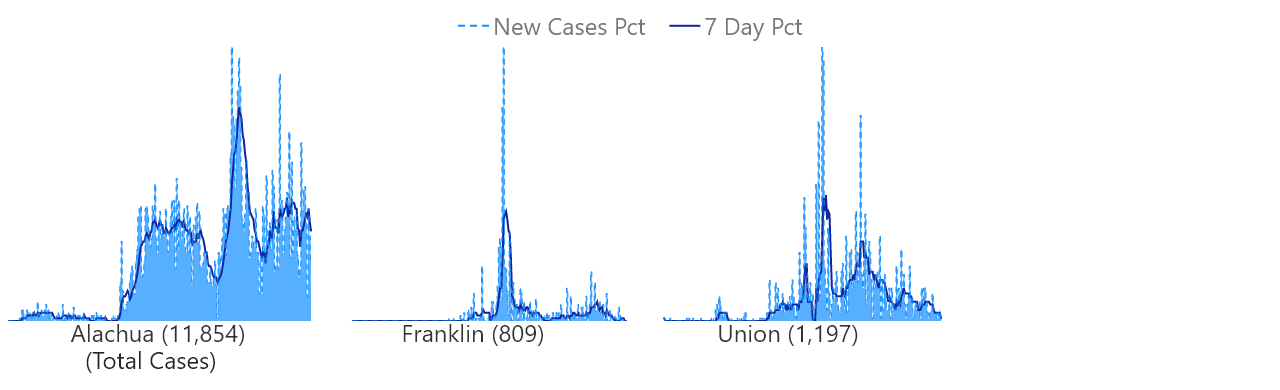 New Cases Pct 7 Day Pct
Alachua (11,854) Franklin (809) Union (1,197)
(Total Cases)